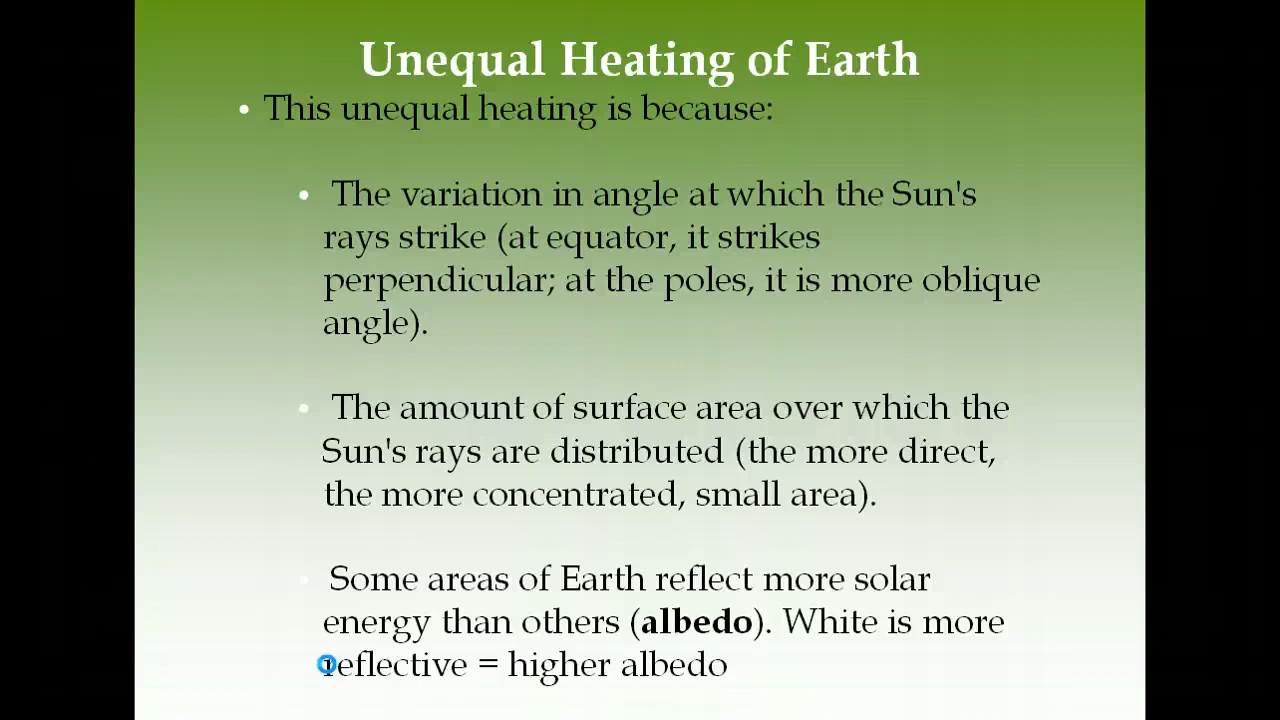 Unequal Heating of Earth
• This unequal heating is because:
• The variation in angle at which the Sun's
rays strike (at equator, it strikes
perpendicular; at the poles, it is more oblique
angle).
• The amount of surface area over which the
Sun's rays are distributed (the more direct,
the more concentrated, small area).
• Some areas of Earth reflect more solar
energy than others (albedo). White is more
reflective = higher albedo